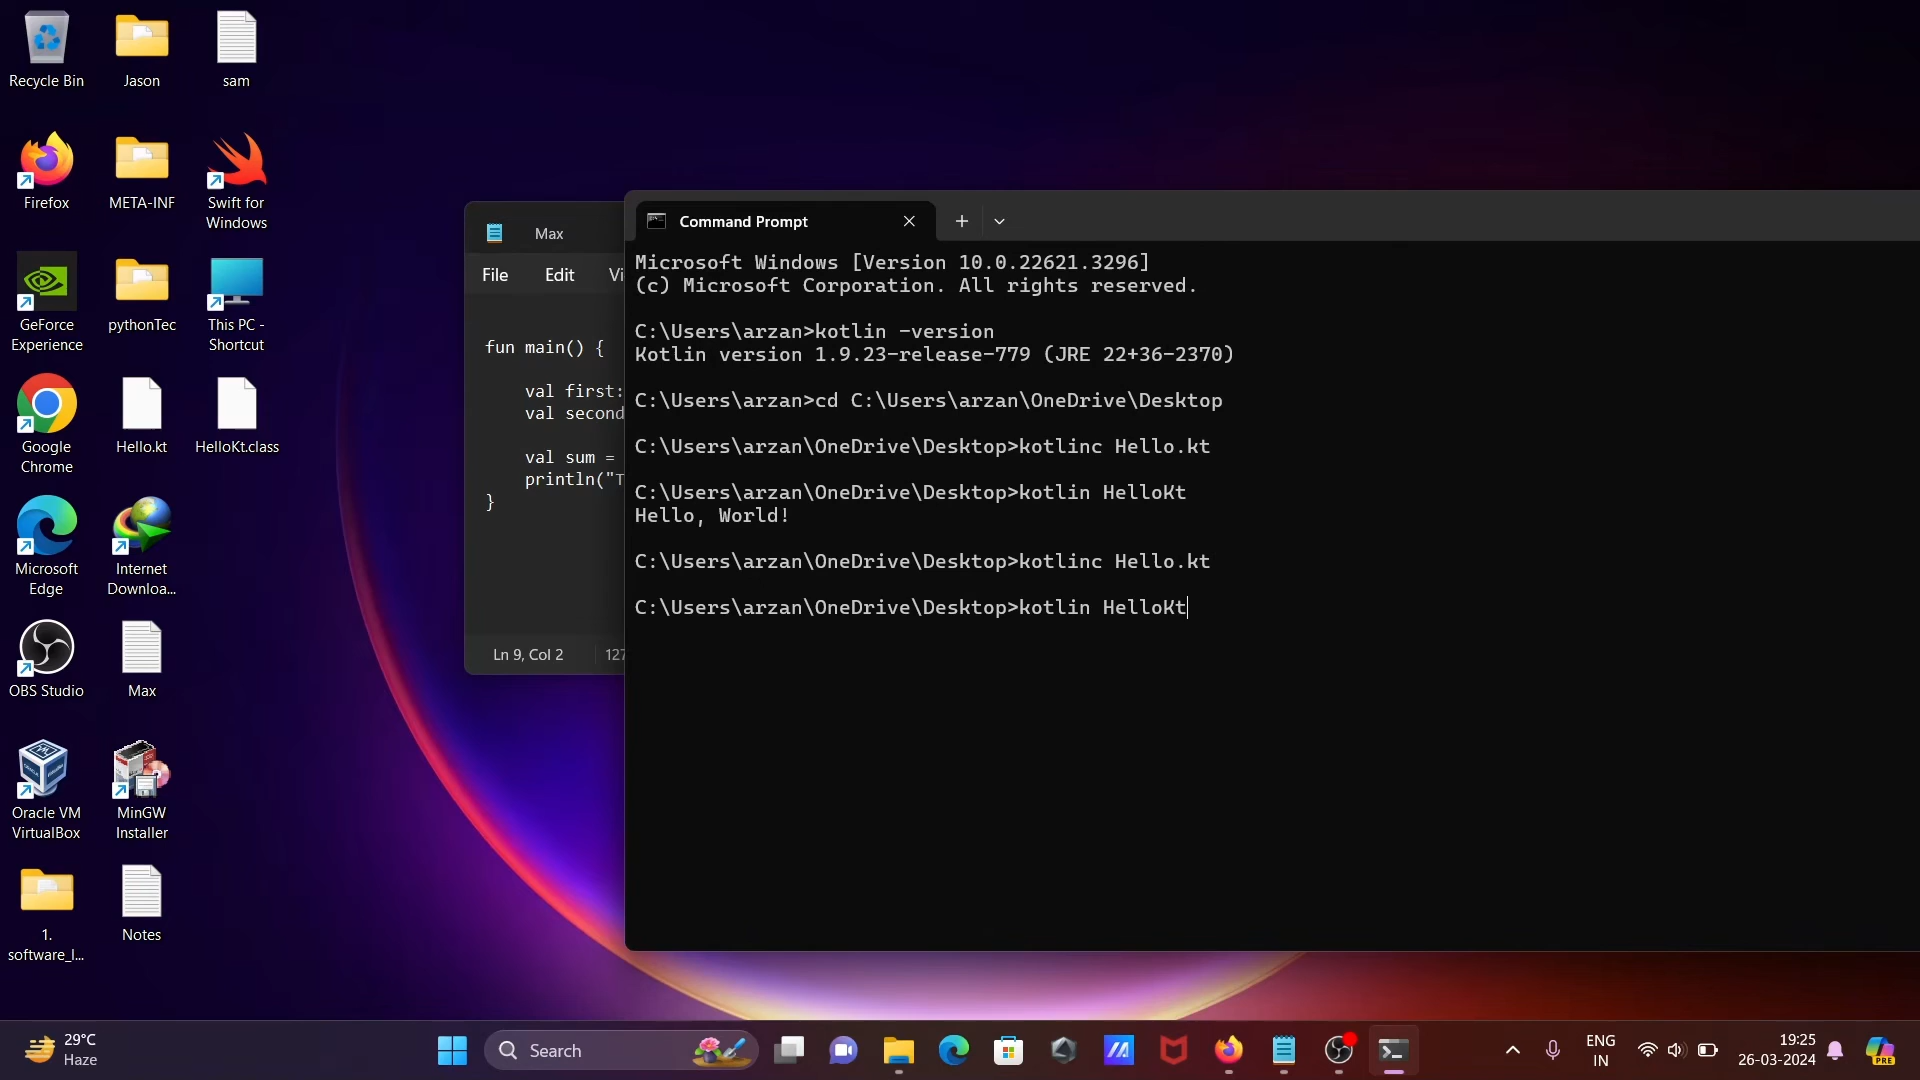 Recycle Bin
Jason
sam
Firefox
META-INF
Swift for
Windows
GeForce
Experience
pythonTec
This PC -
Shortcut
Google
Chrome
Hello.kt
HelloKt.class
Microsoft
Edge
Internet
Downloa...
OBS Studio
Max
Oracle VM
VirtualBox
MinGW
Installer
1.
software_l...
Notes
Max
File Edit Vi
fun main() {
val first:
val second
val sum =
println("T
}
Ln 9, Col 2
127
Command Prompt
Microsoft Windows [Version 10.0.22621.3296]
(c) Microsoft Corporation. All rights reserved.
C:\Users\arzan>kotlin -version
Kotlin version 1.9.23-release-779 (JRE 22+36-2370)
C:\Users\arzan>cd C:\Users\arzan\OneDrive\Desktop
C:\Users\arzan\OneDrive\Desktop>kotlinc Hello.kt
C:\Users\arzan\OneDrive\Desktop>kotlin HelloKt
Hello, World!
C:\Users\arzan\OneDrive\Desktop>kotlinc Hello.kt
C:\Users\arzan\OneDrive\Desktop>kotlin HelloKt
29°C
Haze
Search
ENG
IN
19:25
26-03-2024
PRE